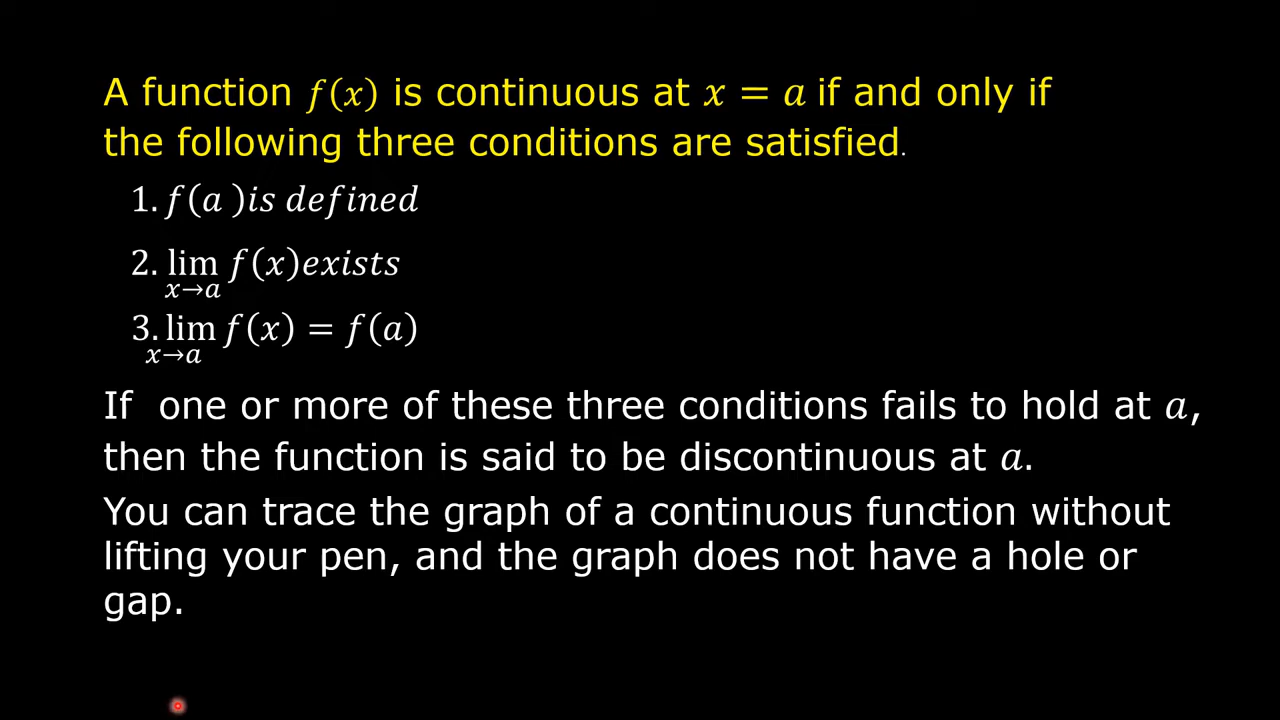 A function f(x) is continuous at x = a if and only if
the following three conditions are satisfied.
1. f(a )is defined
2. lim f(x)exists
x→a
3. lim f(x) = f(a)
x→a
If  one or more of these three conditions fails to hold at a,
then the function is said to be discontinuous at a.
You can trace the graph of a continuous function without
lifting your pen, and the graph does not have a hole or
gap.